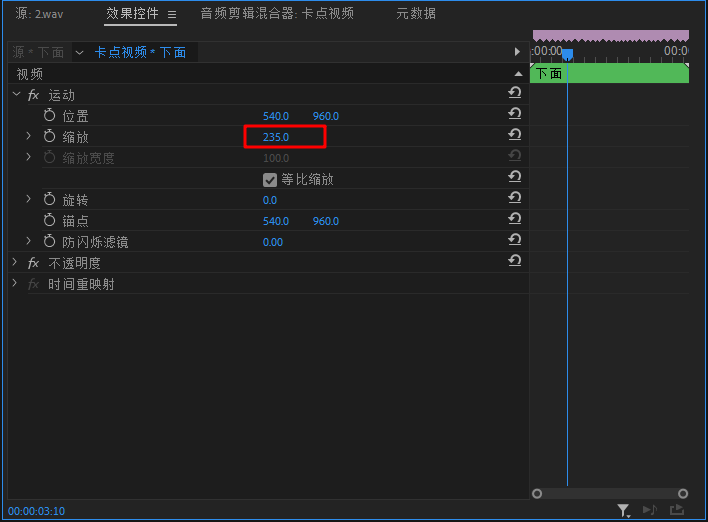 源: 2.wav 效果控件 音频剪辑混合器: 卡点视频 元数据
源 * 下面 卡点视频 * 下面 :00:00 00:0
视频 下面
fx 运动
位置 540.0 960.0
缩放 235.0
缩放宽度 100.0
等比缩放
旋转 0.0
锚点 540.0 960.0
防闪烁滤镜 0.00
fx 不透明度
fx 时间重映射
00:00:03:10